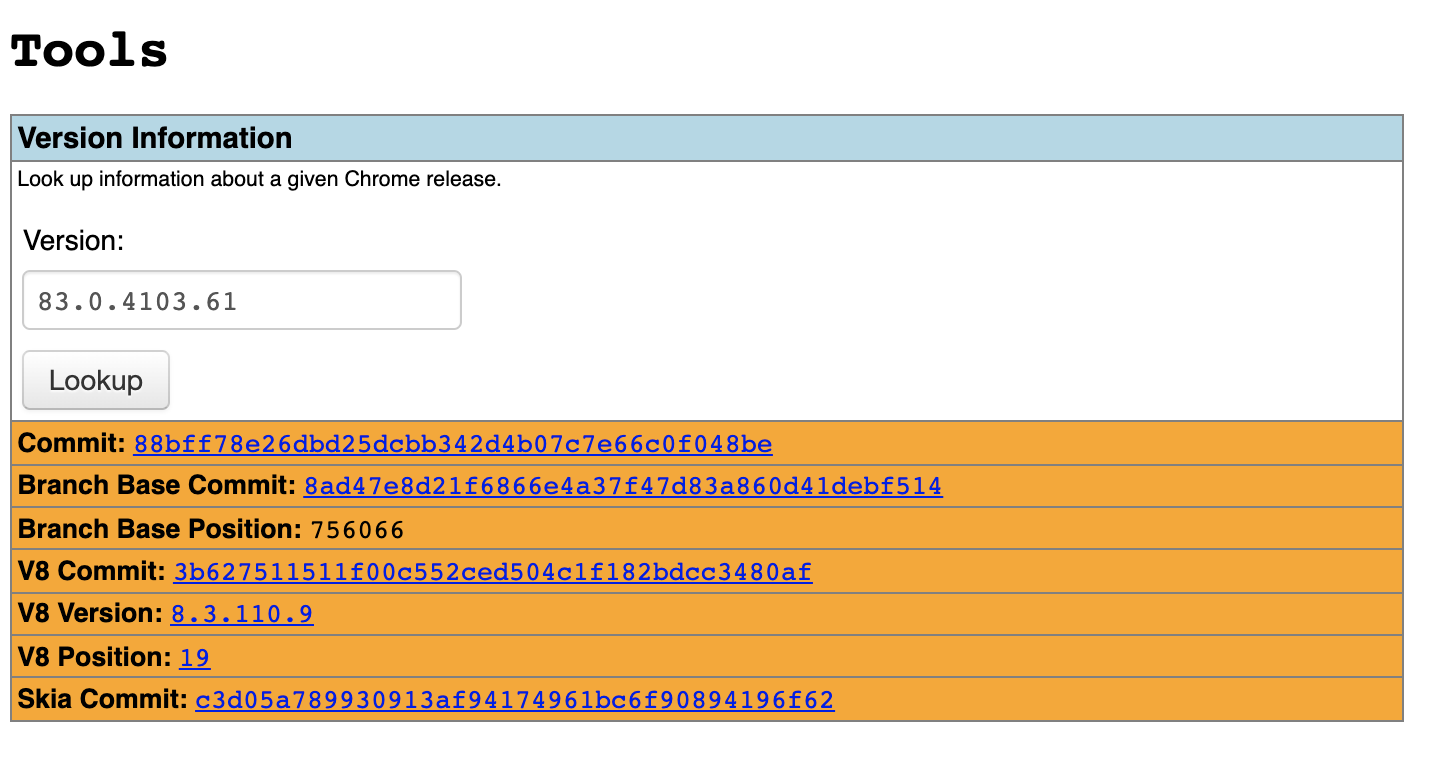 Tools
Version Information
Look up information about a given Chrome release.
Version:
83.0.4103.61
Lookup
Commit: 88bff78e26dbd25dcbb342d4b07c7e66c0f048be
Branch Base Commit: 8ad47e8d21f6866e4a37f47d83a860d41debf514
Branch Base Position: 756066
V8 Commit: 3b627511511f00c552ced504c1f182bdcc3480af
V8 Version: 8.3.110.9
V8 Position: 19
Skia Commit: c3d05a789930913af94174961bc6f90894196f62